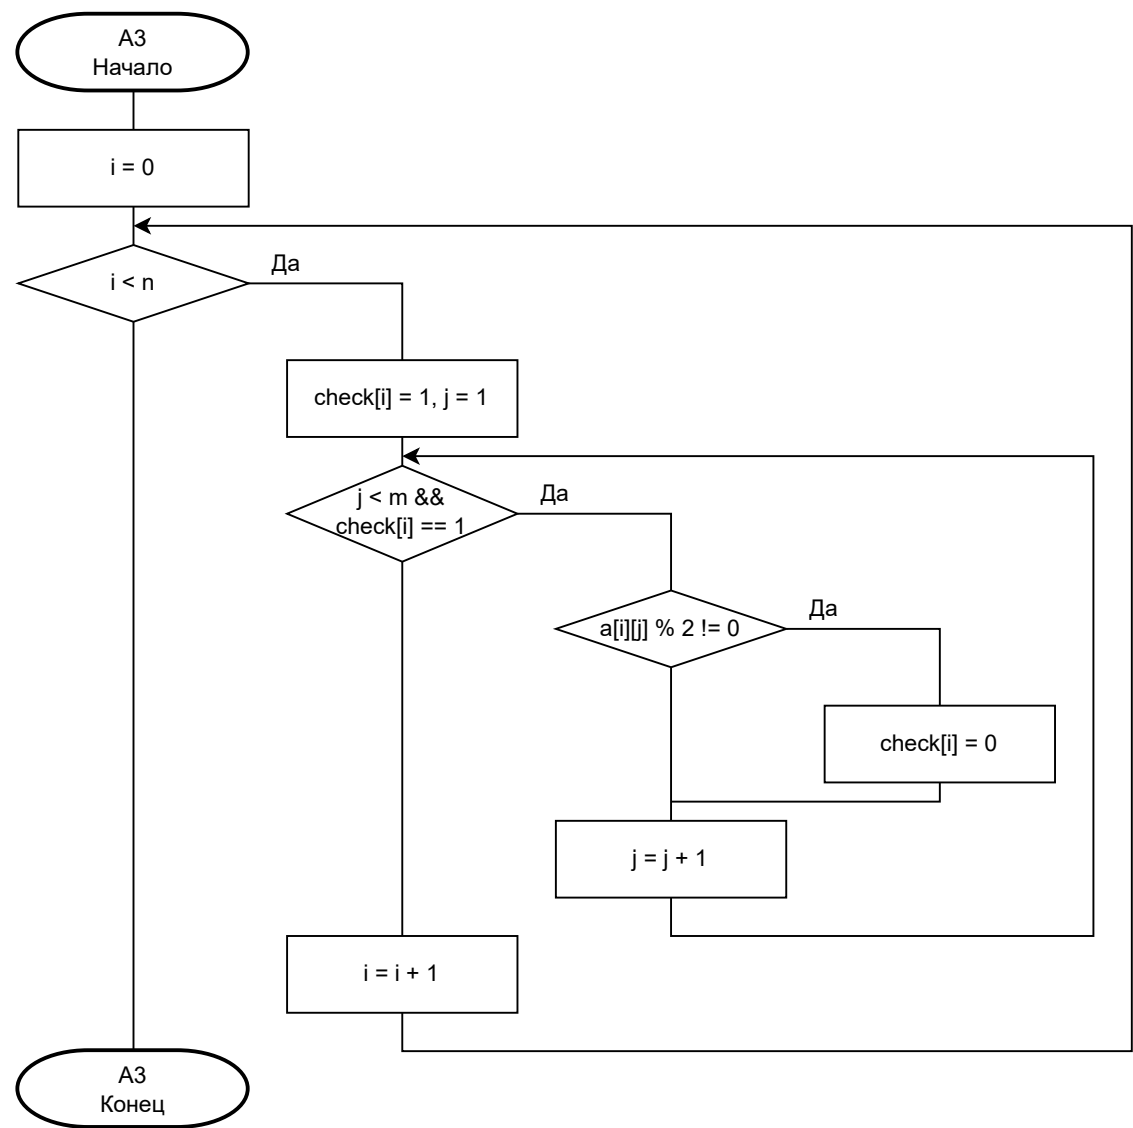 А3
Начало
i = 0
i < n
Да
check[i] = 1, j = 1
j < m &&
check[i] == 1
Да
a[i][j] % 2 != 0
Да
check[i] = 0
j = j + 1
i = i + 1
А3
Конец